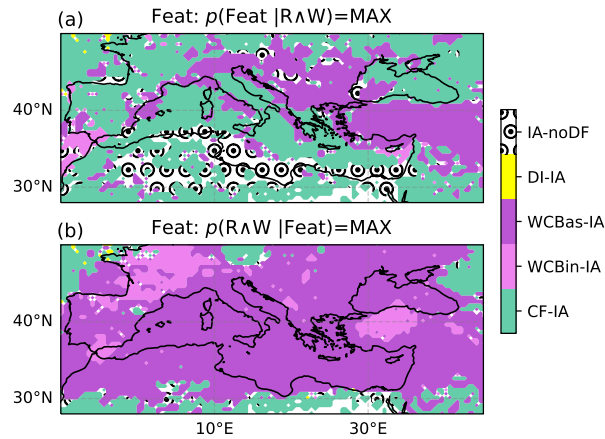 (a) Feat: p(Feat |R∧W)=MAX
40°N
30°N
(b) Feat: p(R∧W |Feat)=MAX
40°N
30°N
10°E 30°E
IA-noDF
DI-IA
WCBas-IA
WCBin-IA
CF-IA